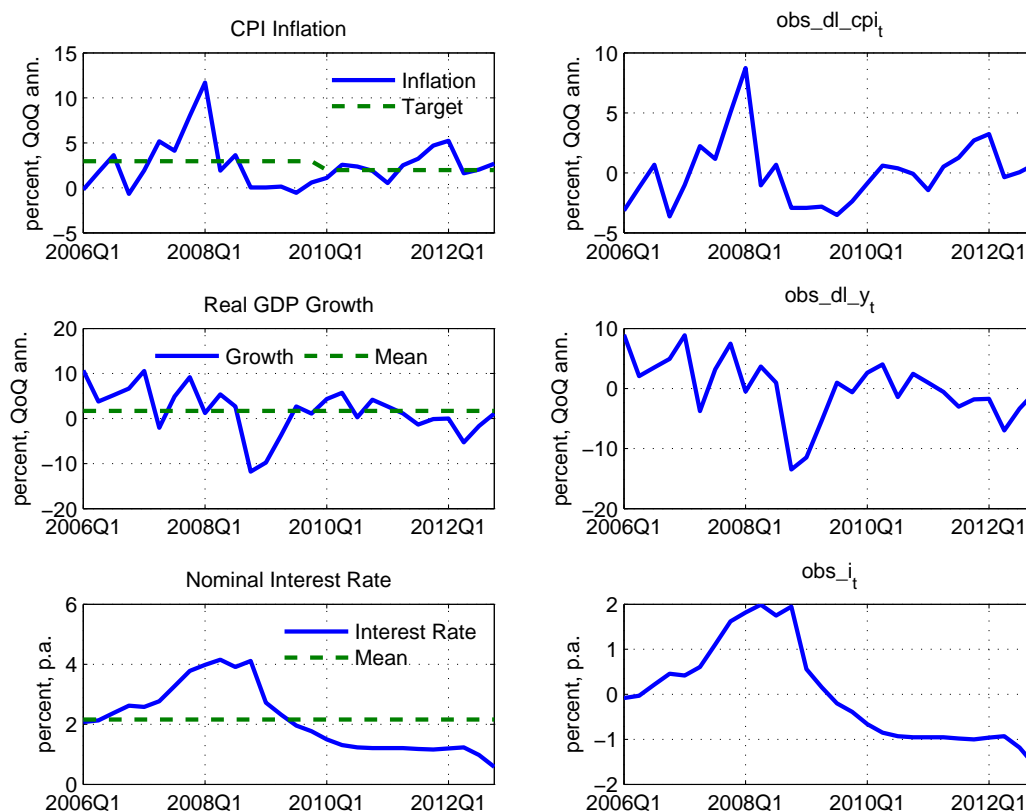 CPI Inflation
15
10
5
0
−5
percent, QoQ ann.
Inflation
Target
2006Q1 2008Q1 2010Q1 2012Q1
obs_dl_cpi_t
10
5
0
−5
percent, QoQ ann.
2006Q1 2008Q1 2010Q1 2012Q1
Real GDP Growth
20
10
0
−10
−20
percent, QoQ ann.
Growth Mean
2006Q1 2008Q1 2010Q1 2012Q1
obs_dl_y_t
10
0
−10
−20
percent, QoQ ann.
2006Q1 2008Q1 2010Q1 2012Q1
Nominal Interest Rate
6
4
2
0
percent, p.a.
Interest Rate
Mean
2006Q1 2008Q1 2010Q1 2012Q1
obs_i_t
2
1
0
−1
−2
percent, p.a.
2006Q1 2008Q1 2010Q1 2012Q1